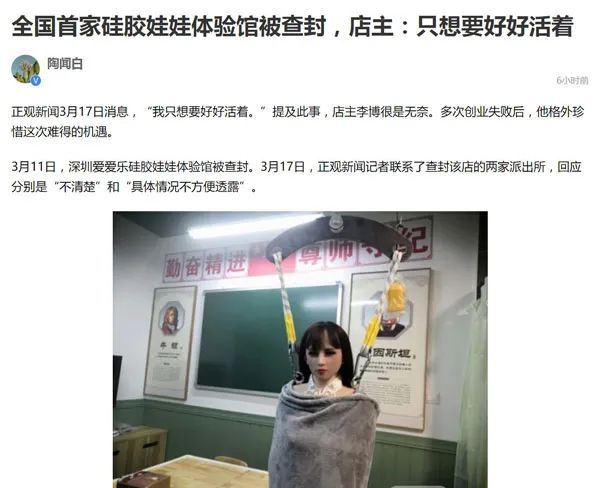 全国首家硅胶娃娃体验馆被查封，店主：只想要好好活着
陶闻白
6小时前
正观新闻3月17日消息，“我只想要好好活着。”提及此事，店主李博很是无奈。多次创业失败后，他格外珍
惜这次难得的机遇。
3月11日，深圳爱爱乐硅胶娃娃体验馆被查封。3月17日，正观新闻记者联系了查封该店的两家派出所，回应
分别是“不清楚”和“具体情况不方便透露”。
勤奋精进 尊师守纪
牛顿
因斯坦